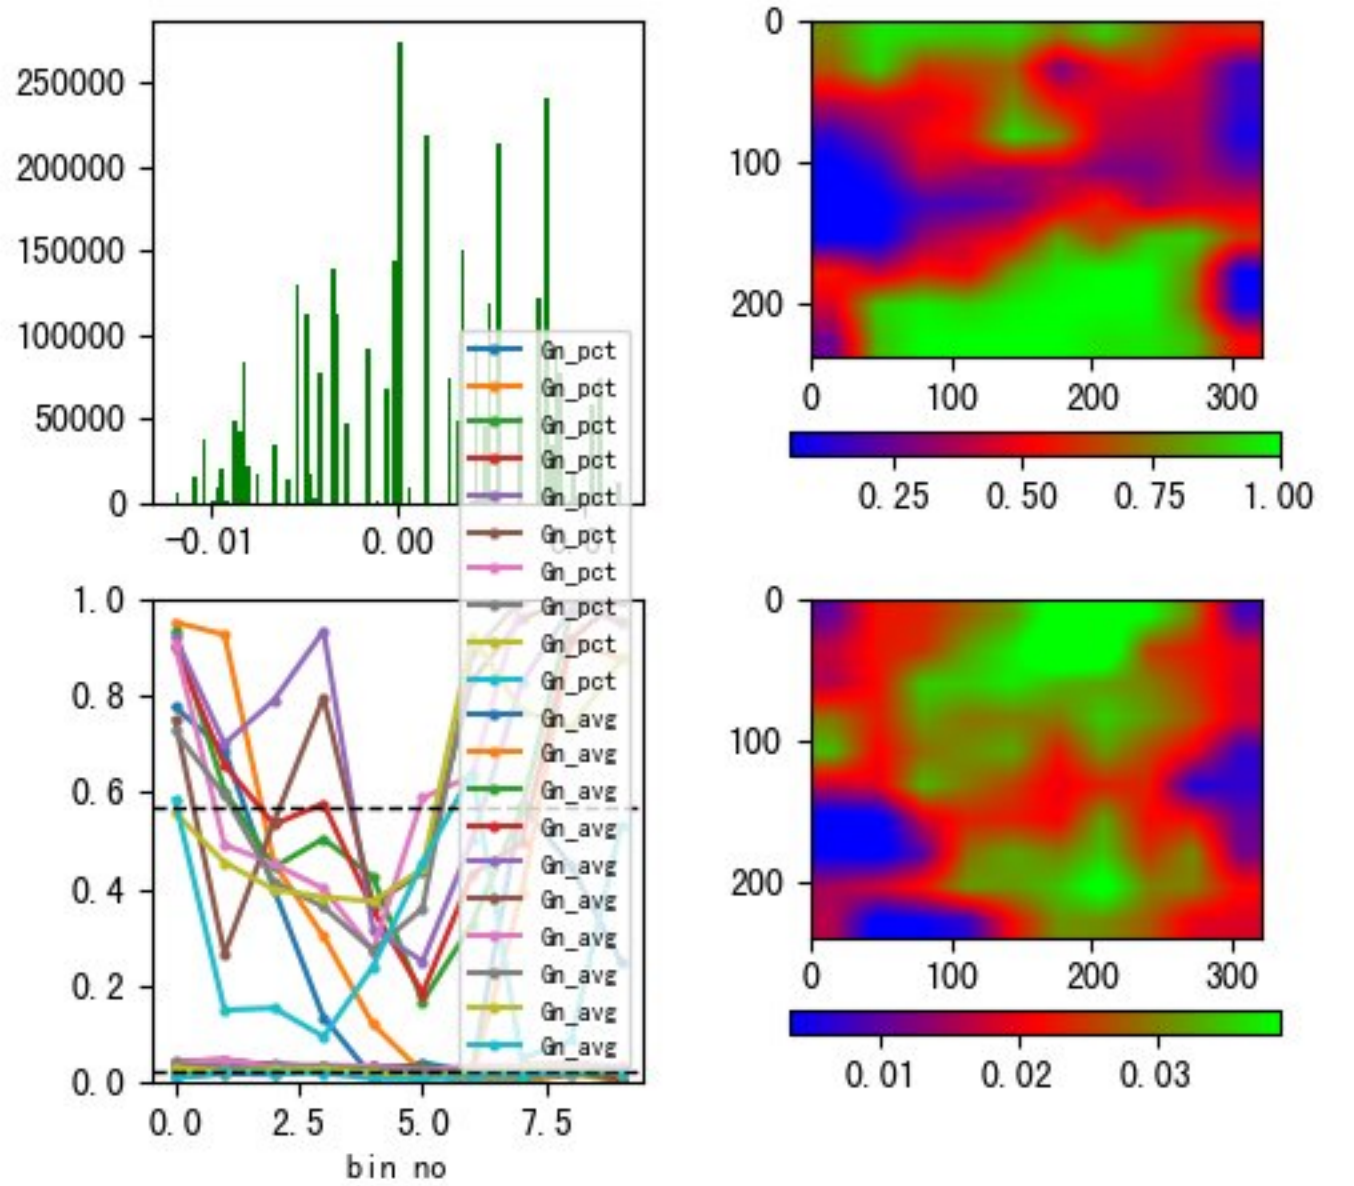 250000
200000
150000
100000
50000
0
−0.01
0.00
0
100
200
0
100
200
300
0.25
0.50
0.75
1.00
Gn_pct
Gn_pct
Gn_pct
Gn_pct
Gn_pct
Gn_pct
Gn_pct
Gn_pct
Gn_pct
Gn_pct
Gn_avg
Gn_avg
Gn_avg
Gn_avg
Gn_avg
Gn_avg
Gn_avg
Gn_avg
Gn_avg
Gn_avg
1.0
0.8
0.6
0.4
0.2
0.0
0.0
2.5
5.0
7.5
bin no
0
100
200
0
100
200
300
0.01
0.02
0.03